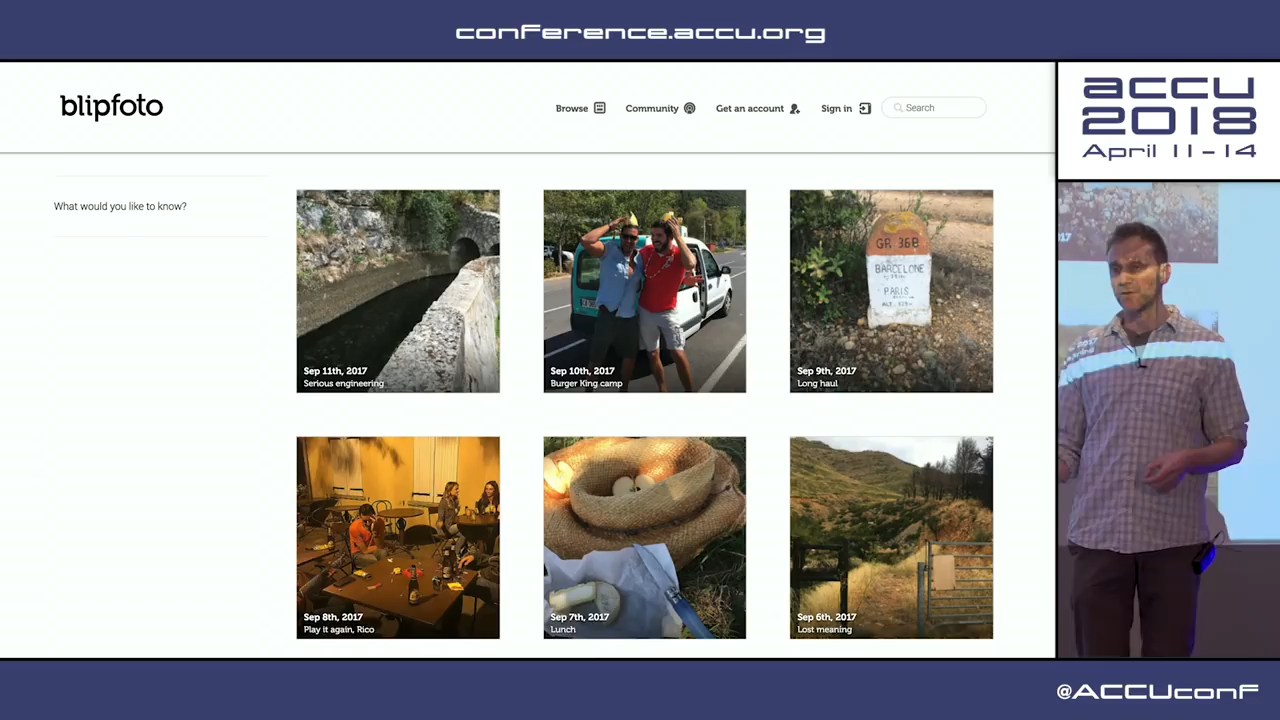 conference.accu.org
blipfoto
Browse
Community
Get an account
Sign in
Search
accu
2018
April 11-14
What would you like to know?
Sep 11th, 2017
Serious engineering
Sep 10th, 2017
Burger King camp
GR 36B
BARCELONE
PARIS
Sep 9th, 2017
Long haul
Sep 8th, 2017
Play it again, Rico
Sep 7th, 2017
Lunch
Sep 6th, 2017
Lost meaning
@ACCUconf